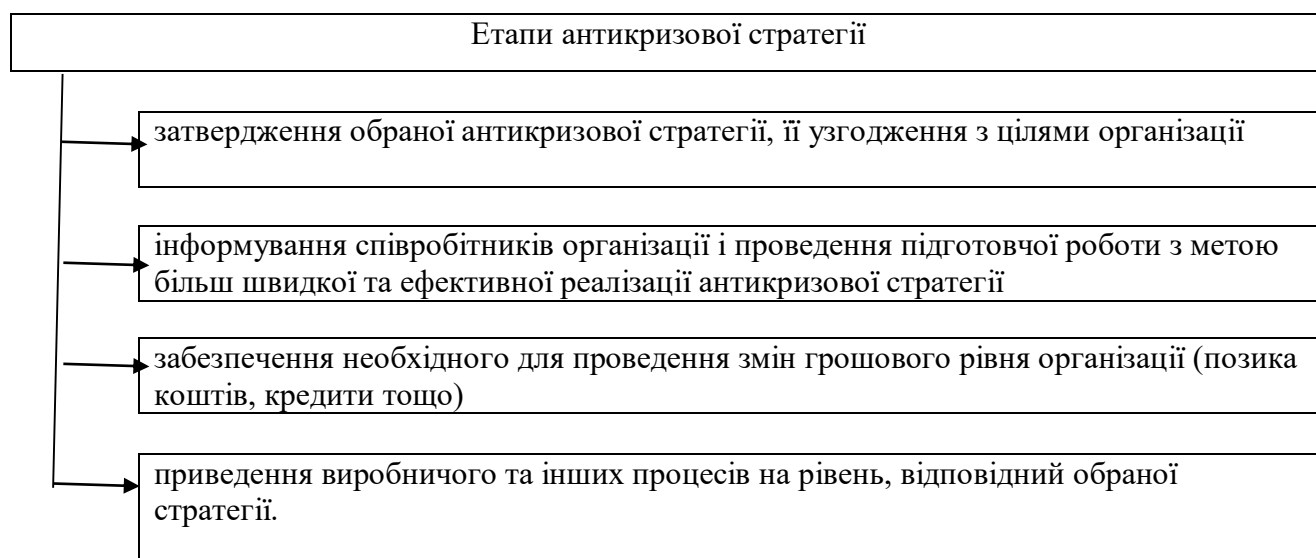 Етапи антикризової стратегії
затвердження обраної антикризової стратегії, її узгодження з цілями організації
інформування співробітників організації і проведення підготовчої роботи з метою
більш швидкої та ефективної реалізації антикризової стратегії
забезпечення необхідного для проведення змін грошового рівня організації (позика
коштів, кредити тощо)
приведення виробничого та інших процесів на рівень, відповідний обраної
стратегії.